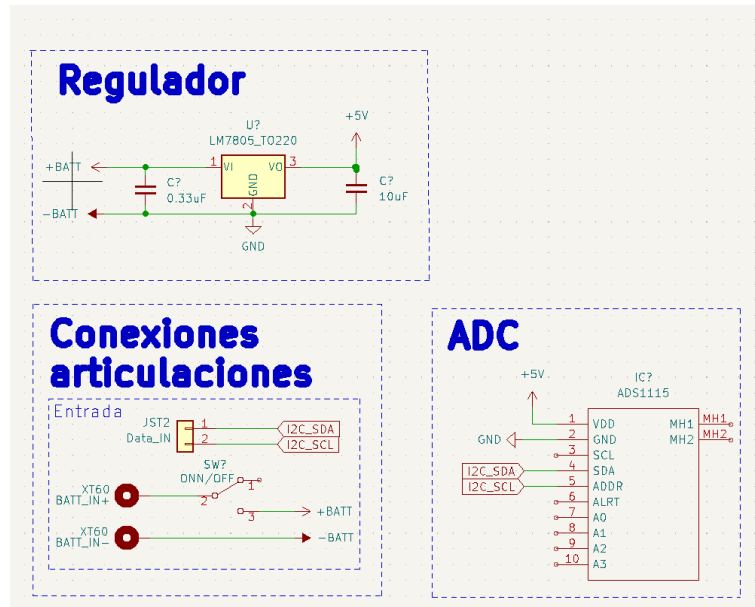 Regulador
+5V
U?
LM7805_TO220
+BATT
1 VI VO 3
GND
2
C?
0.33uF
C?
10uF
-BATT
GND
Conexiones
articulaciones
Entrada
JST2
Data_IN
1 I2C_SDA
2 I2C_SCL
SW?
ONN/OFF
1
2
3
XT60
BATT_IN+
+BATT
XT60
BATT_IN-
-BATT
ADC
+5V
IC?
ADS1115
1 VDD MH1 MH1
GND 2 GND MH2 MH2
3 SCL
I2C_SDA 4 SDA
I2C_SCL 5 ADDR
6 ALRT
7 A0
8 A1
9 A2
10 A3